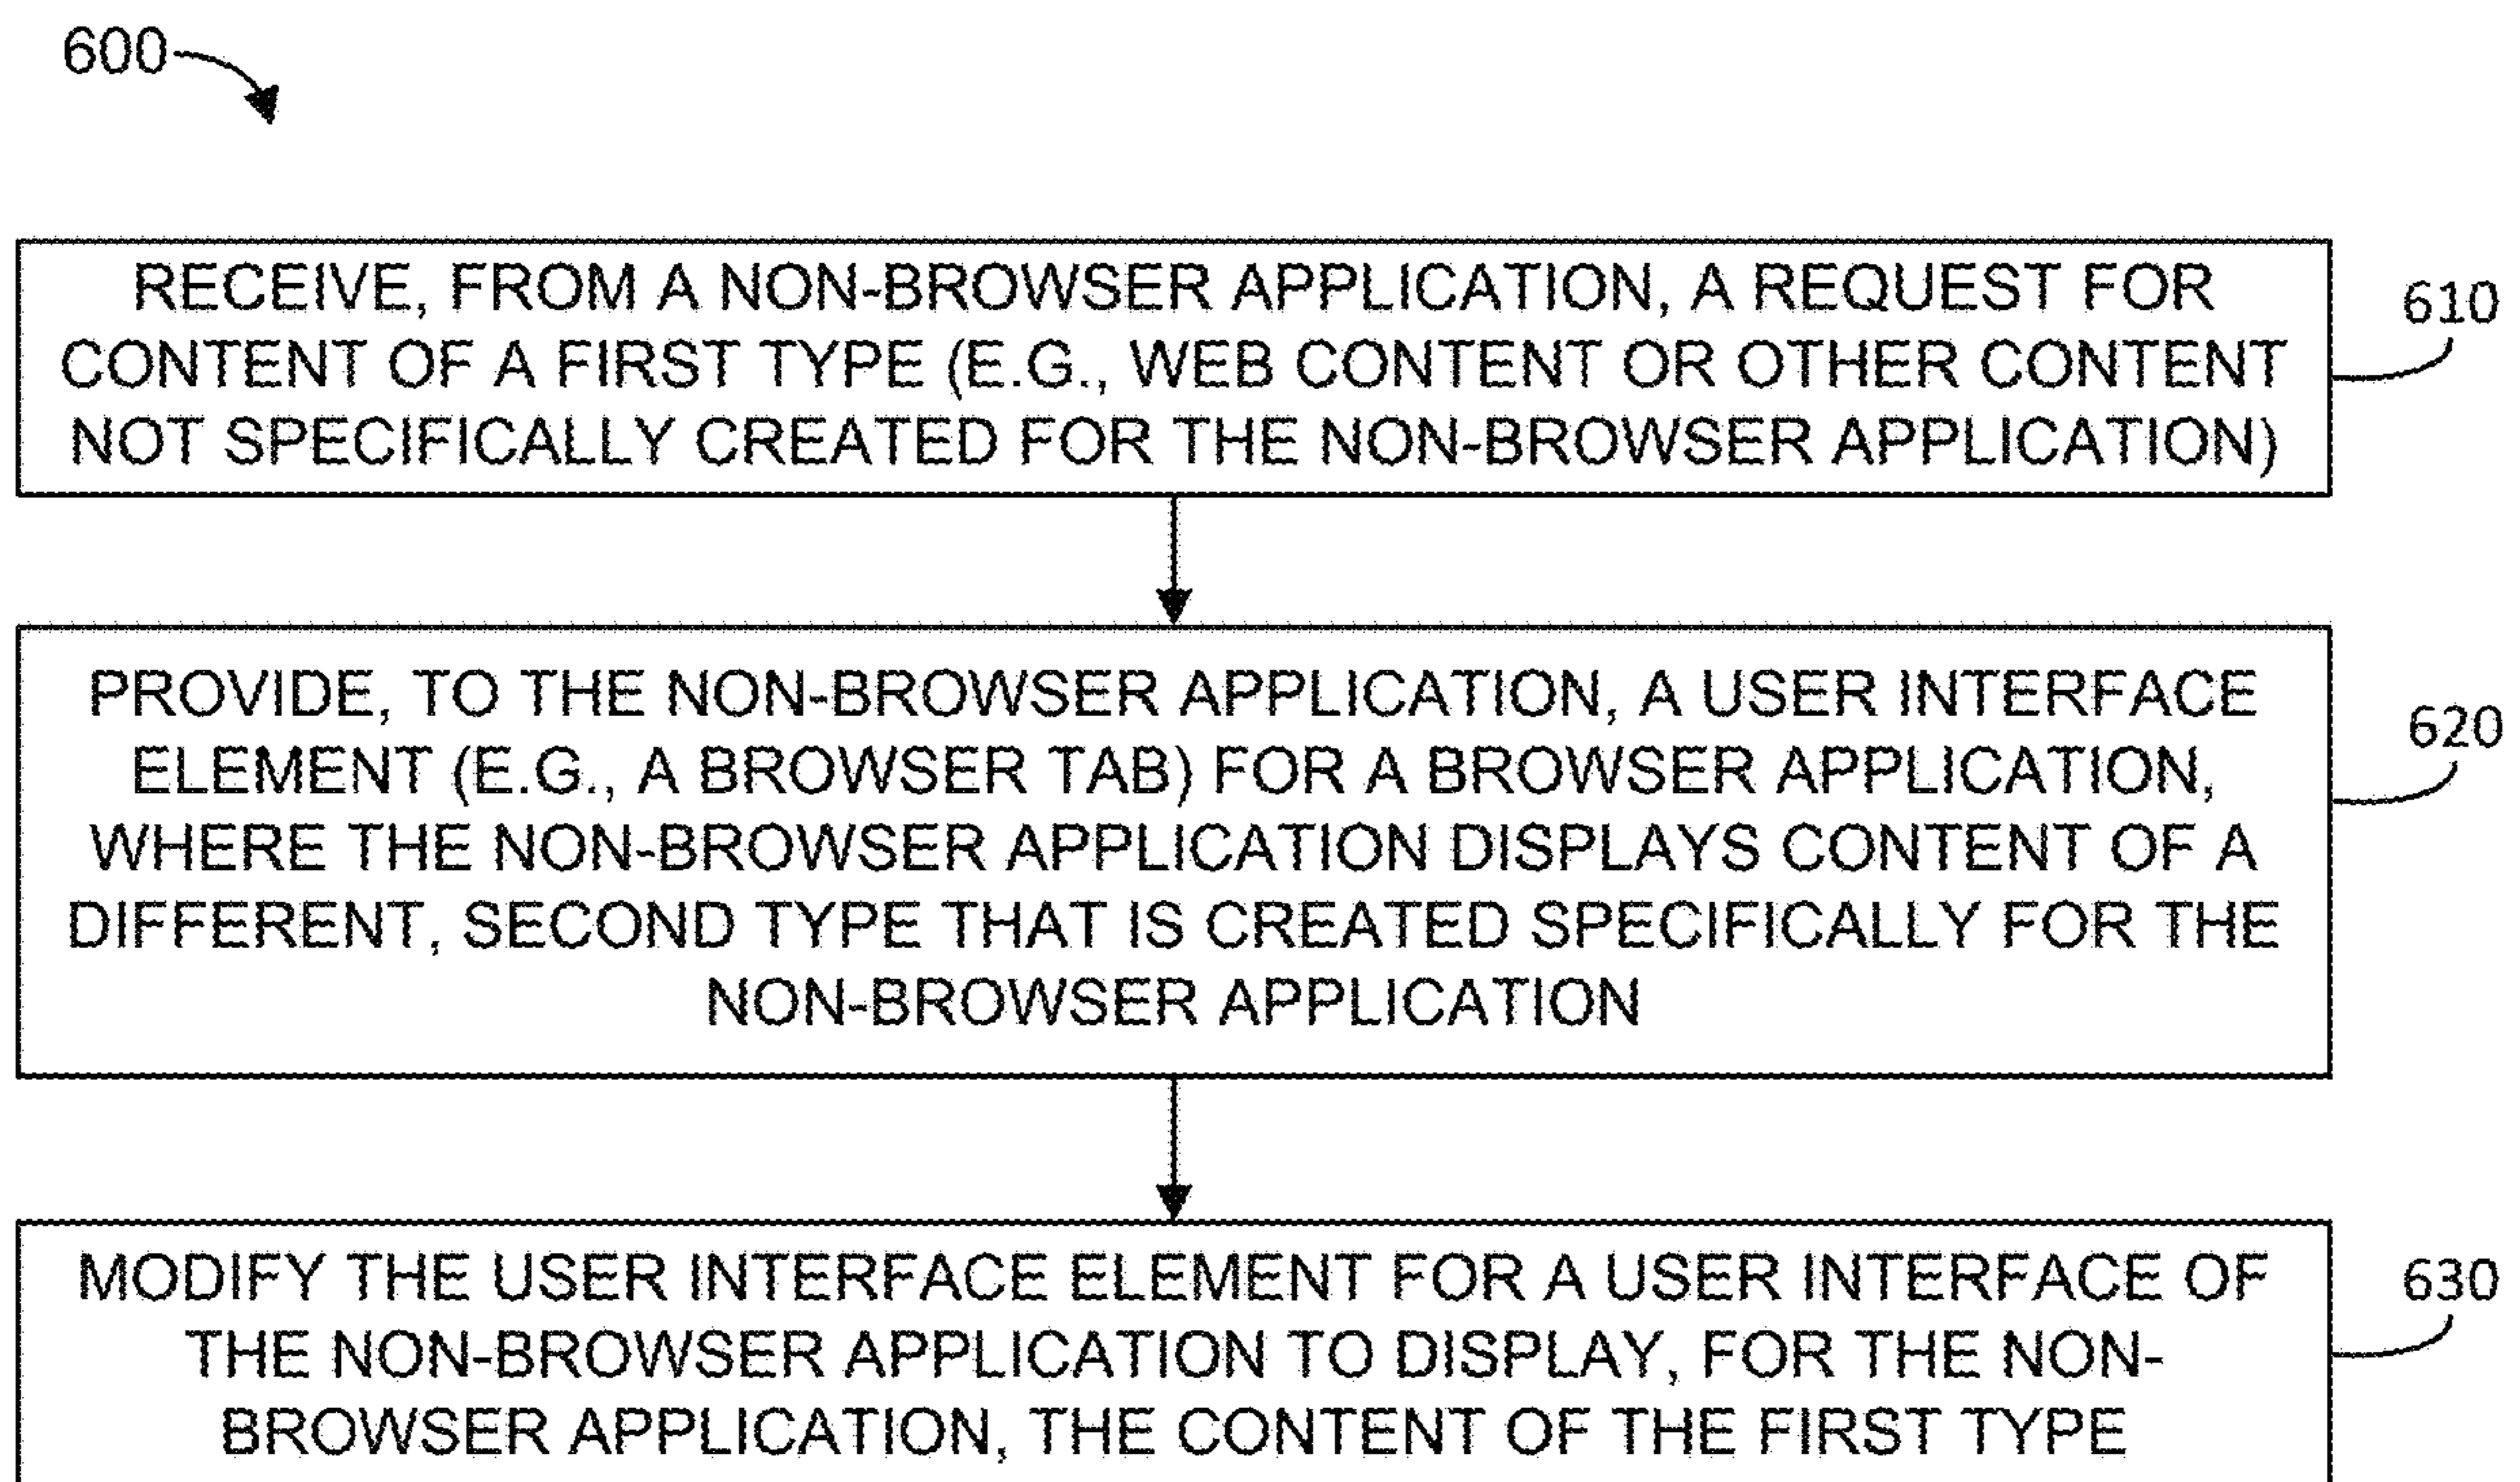 600
RECEIVE, FROM A NON-BROWSER APPLICATION, A REQUEST FOR
CONTENT OF A FIRST TYPE (E.G., WEB CONTENT OR OTHER CONTENT
NOT SPECIFICALLY CREATED FOR THE NON-BROWSER APPLICATION)
610
PROVIDE, TO THE NON-BROWSER APPLICATION, A USER INTERFACE
ELEMENT (E.G., A BROWSER TAB) FOR A BROWSER APPLICATION,
WHERE THE NON-BROWSER APPLICATION DISPLAYS CONTENT OF A
DIFFERENT, SECOND TYPE THAT IS CREATED SPECIFICALLY FOR THE
NON-BROWSER APPLICATION
620
MODIFY THE USER INTERFACE ELEMENT FOR A USER INTERFACE OF
THE NON-BROWSER APPLICATION TO DISPLAY, FOR THE NON-
BROWSER APPLICATION, THE CONTENT OF THE FIRST TYPE
630